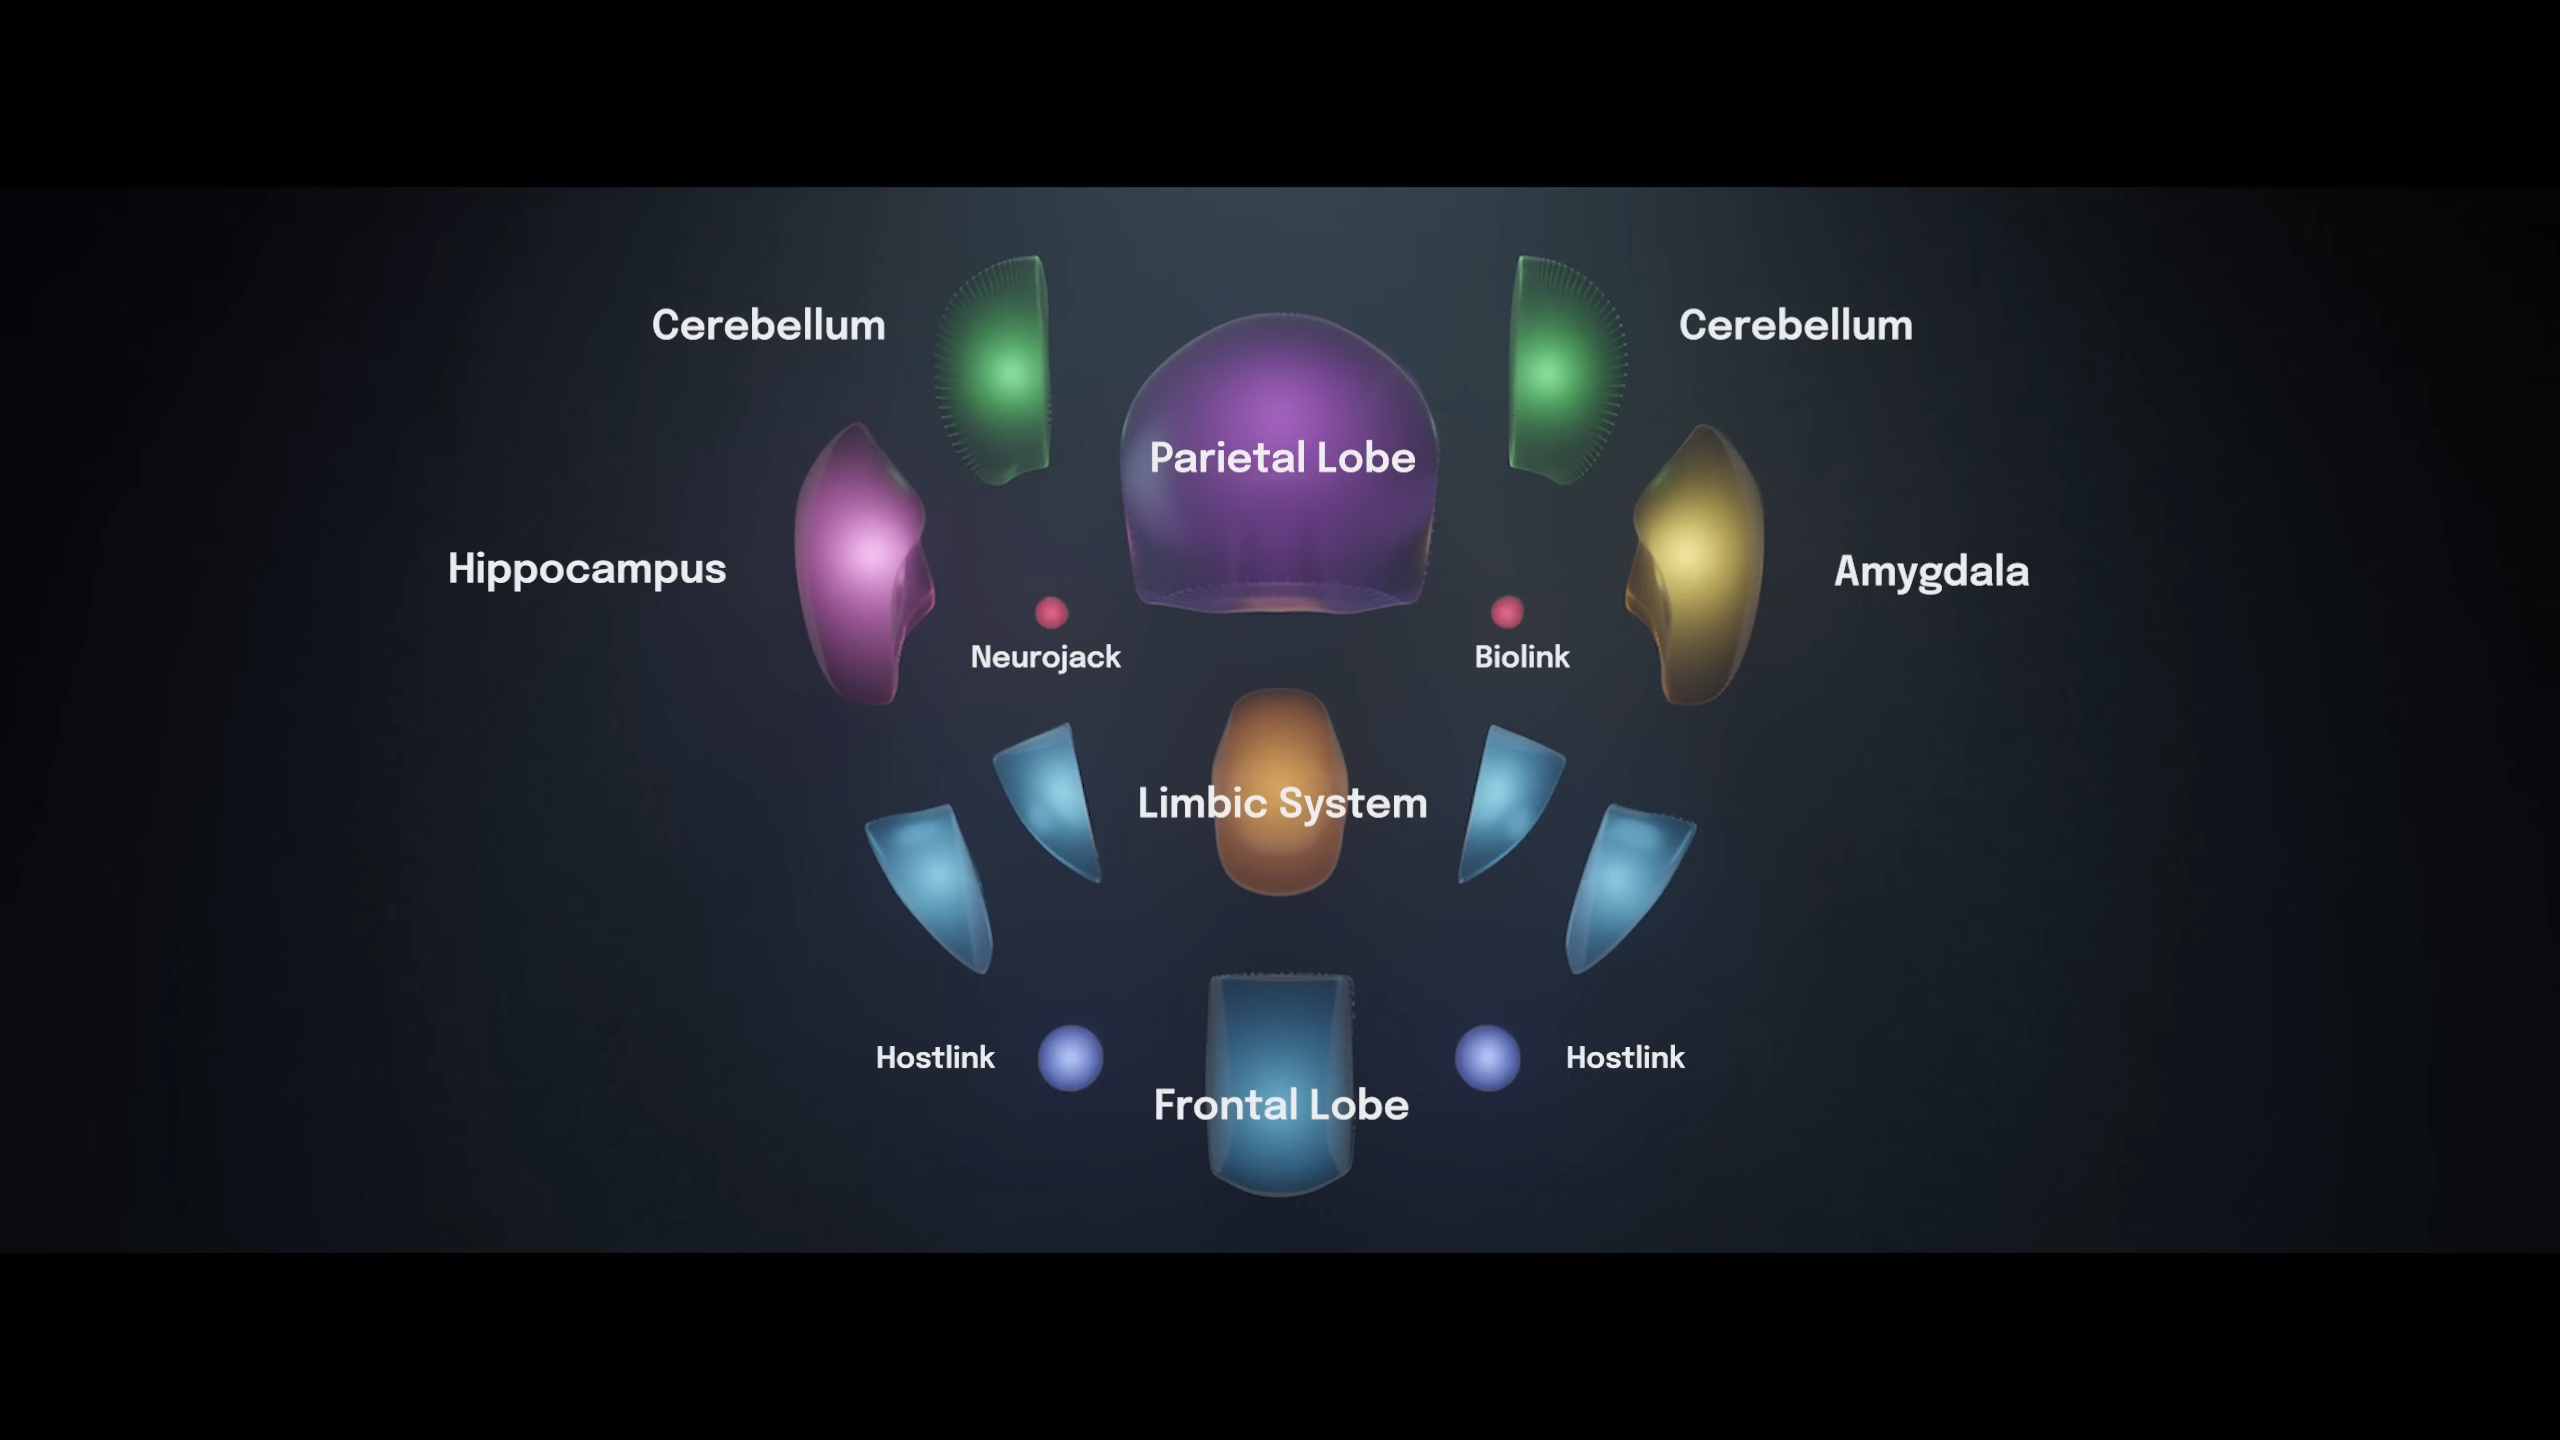 Cerebellum
Cerebellum
Parietal Lobe
Hippocampus
Amygdala
Neurojack
Biolink
Limbic System
Hostlink
Hostlink
Frontal Lobe